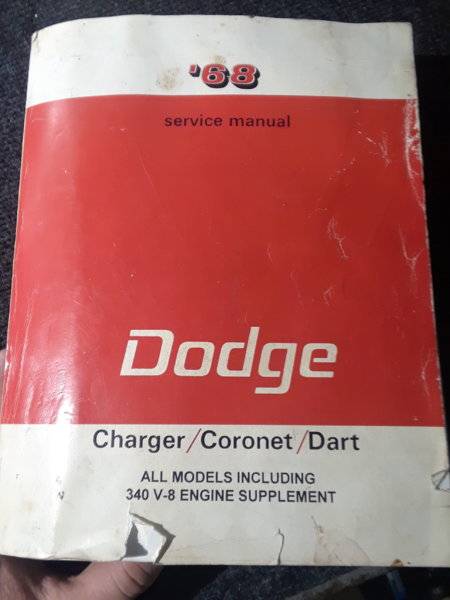 '68
service manual
Dodge
Charger/Coronet/Dart
ALL MODELS INCLUDING
340 V-8 ENGINE SUPPLEMENT